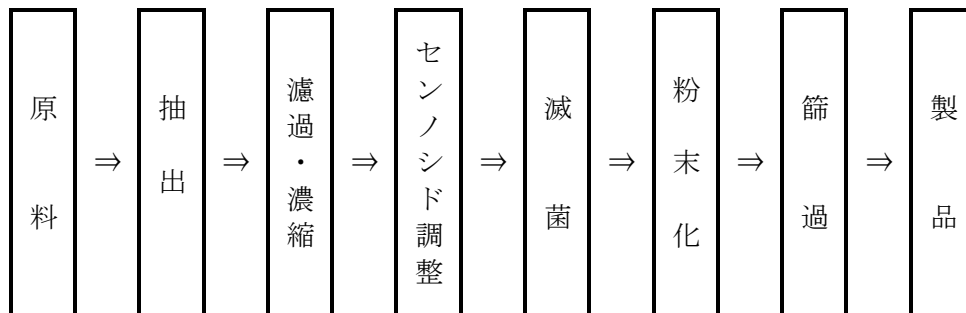 原料
⇒
抽出
⇒
濾過・濃縮
⇒
センノシド調整
⇒
滅菌
⇒
粉末化
⇒
篩過
⇒
製品